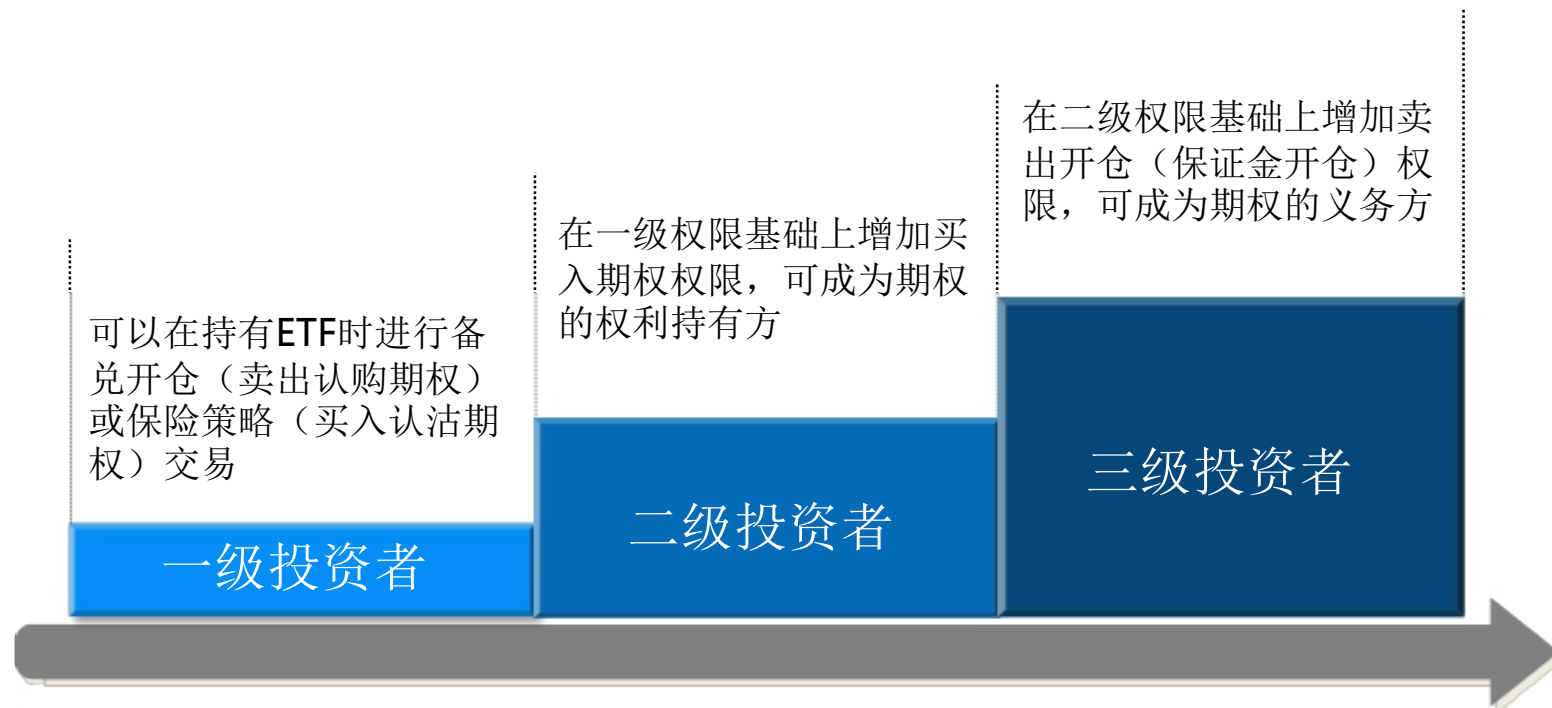 可以在持有ETF时进行备
兑开仓（卖出认购期权）
或保险策略（买入认沽期
权）交易
一级投资者
在一级权限基础上增加买
入期权权限，可成为期权
的权利持有方
二级投资者
在二级权限基础上增加卖
出开仓（保证金开仓）权
限，可成为期权的义务方
三级投资者